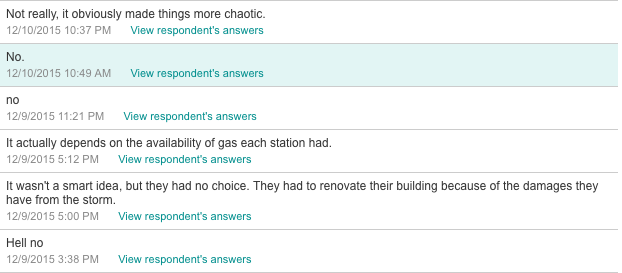 Not really, it obviously made things more chaotic.
12/10/2015 10:37 PM View respondent's answers
No.
12/10/2015 10:49 AM View respondent's answers
no
12/9/2015 11:21 PM View respondent's answers
It actually depends on the availability of gas each station had.
12/9/2015 5:12 PM View respondent's answers
It wasn't a smart idea, but they had no choice. They had to renovate their building because of the damages they
have from the storm.
12/9/2015 5:00 PM View respondent's answers
Hell no
12/9/2015 3:38 PM View respondent's answers